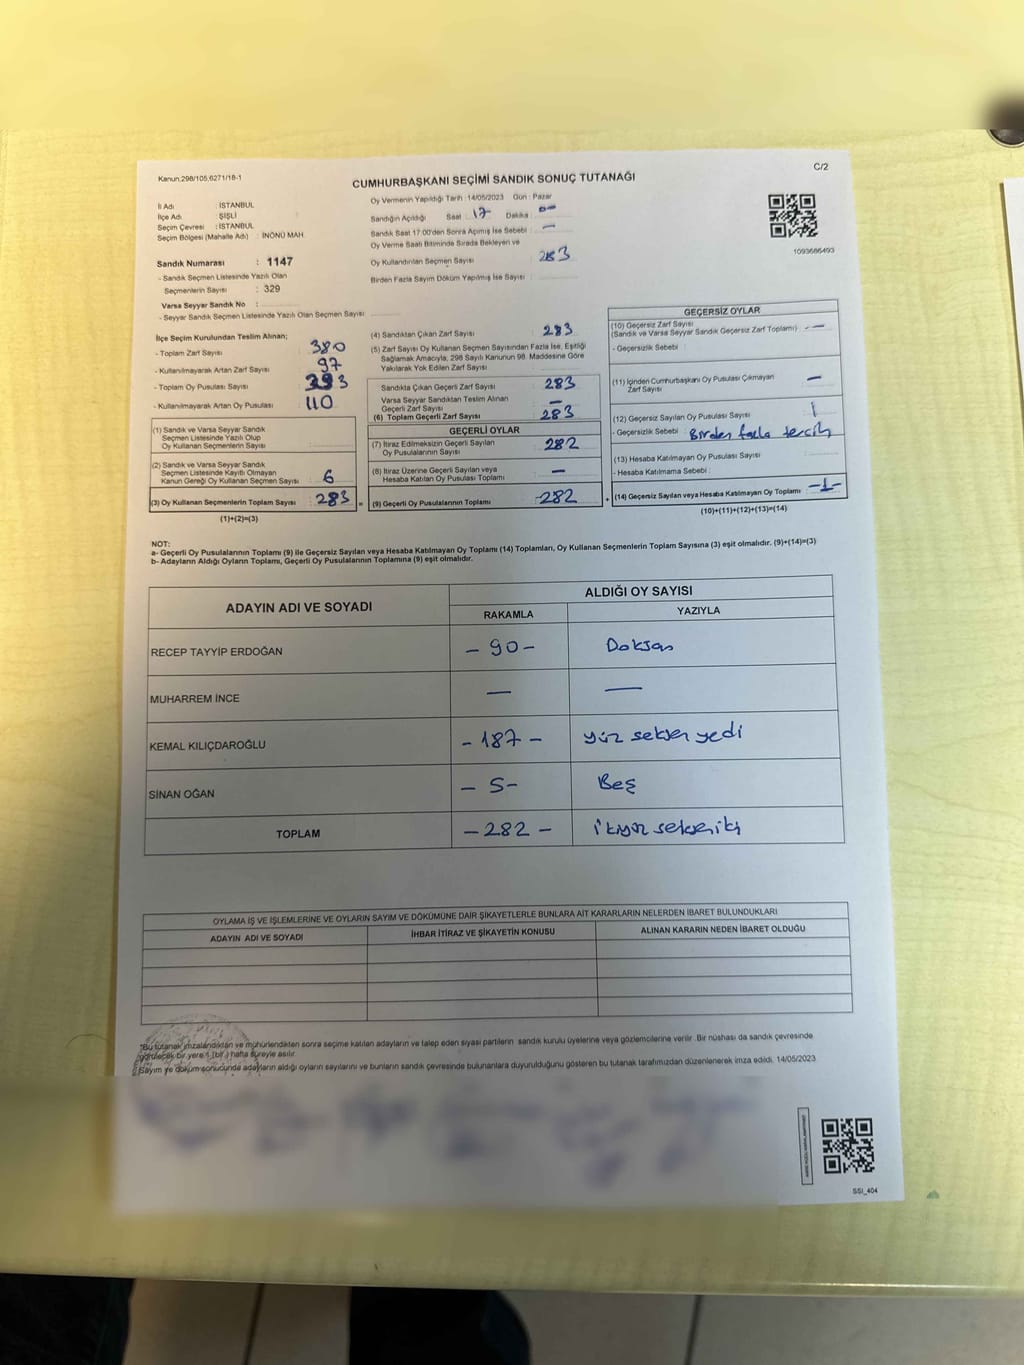 Kanun:298/105.6271/18-1
C/2
CUMHURBAŞKANI SEÇİMİ SANDIK SONUÇ TUTANAĞI
İl Adı : İSTANBUL
İlçe Adı : ŞİŞLİ
Seçim Çevresi : İSTANBUL
Seçim Bölgesi (Mahalle Adı) : İNÖNÜ MAH.
Sandık Numarası : 1147
- Sandık Seçmen Listesinde Yazılı Olan
Seçmenlerin Sayısı : 329
Varsa Seyyar Sandık No :
- Seyyar Sandık Seçmen Listesinde Yazılı Olan Seçmen Sayısı
Oy Vermenin Yapıldığı Tarih : 14/05/2023 Gün : Pazar
Sandığın Açıldığı Saat : 17 Dakika :
Sandık Saat 17.00'den Sonra Açılmış İse Sebebi : —
Oy Verme Saati Bitiminde Sırada Bekleyen ve
Oy Kullandırılan Seçmen Sayısı : 283
Birden Fazla Sayım Döküm Yapılmış İse Sayısı :
1093686493
İlçe Seçim Kurulundan Teslim Alınan;
- Toplam Zarf Sayısı 380
- Kullanılmayarak Artan Zarf Sayısı 97
- Toplam Oy Pusulası Sayısı 393
- Kullanılmayarak Artan Oy Pusulası 110
(1) Sandık ve Varsa Seyyar Sandık
Seçmen Listesinde Yazılı Olup
Oy Kullanan Seçmenlerin Sayısı
(2) Sandık ve Varsa Seyyar Sandık
Seçmen Listesinde Kayıtlı Olmayan
Kanun Gereği Oy Kullanan Seçmen Sayısı 6
(3) Oy Kullanan Seçmenlerin Toplam Sayısı 283 =
(1)+(2)=(3)
(4) Sandıktan Çıkan Zarf Sayısı 283
(5) Zarf Sayısı Oy Kullanan Seçmen Sayısından Fazla İse, Eşitliği
Sağlamak Amacıyla, 298 Sayılı Kanunun 98. Maddesine Göre
Yakılarak Yok Edilen Zarf Sayısı
Sandıkta Çıkan Geçerli Zarf Sayısı 283
Varsa Seyyar Sandıktan Teslim Alınan
Geçerli Zarf Sayısı —
(6) Toplam Geçerli Zarf Sayısı 283
GEÇERLİ OYLAR
(7) İtiraz Edilmeksizin Geçerli Sayılan
Oy Pusulalarının Sayısı 282
(8) İtiraz Üzerine Geçerli Sayılan veya
Hesaba Katılan Oy Pusulası Toplamı —
(9) Geçerli Oy Pusulalarının Toplamı -282 +
GEÇERSİZ OYLAR
(10) Geçersiz Zarf Sayısı
(Sandık ve Varsa Seyyar Sandık Geçersiz Zarf Toplamı) —
- Geçersizlik Sebebi :
(11) İçinden Cumhurbaşkanı Oy Pusulası Çıkmayan
Zarf Sayısı —
(12) Geçersiz Sayılan Oy Pusulası Sayısı 1
- Geçersizlik Sebebi : Birden fazla tercih
(13) Hesaba Katılmayan Oy Pusulası Sayısı
- Hesaba Katılmama Sebebi :
(14) Geçersiz Sayılan veya Hesaba Katılmayan Oy Toplamı -1-
(10)+(11)+(12)+(13)=(14)
NOT:
a- Geçerli Oy Pusulalarının Toplamı (9) ile Geçersiz Sayılan veya Hesaba Katılmayan Oy Toplamı (14) Toplamları, Oy Kullanan Seçmenlerin Toplam Sayısına (3) eşit olmalıdır. (9)+(14)=(3)
b- Adayların Aldığı Oyların Toplamı, Geçerli Oy Pusulalarının Toplamına (9) eşit olmalıdır.
ADAYIN ADI VE SOYADI
ALDIĞI OY SAYISI
RAKAMLA YAZIYLA
RECEP TAYYİP ERDOĞAN - 90 - Doksan
MUHARREM İNCE — —
KEMAL KILIÇDAROĞLU - 187 - yüz seksen yedi
SİNAN OĞAN - 5- Beş
TOPLAM - 282 - ikiyüz sekseniki
OYLAMA İŞ VE İŞLEMLERİNE VE OYLARIN SAYIM VE DÖKÜMÜNE DAİR ŞİKAYETLERLE BUNLARA AİT KARARLARIN NELERDEN İBARET BULUNDUKLARI
ADAYIN ADI VE SOYADI İHBAR İTİRAZ VE ŞİKAYETİN KONUSU ALINAN KARARIN NEDEN İBARET OLDUĞU
*Bu tutanak imzalandıktan ve mühürlendikten sonra seçime katılan adayların ve talep eden siyasi partilerin sandık kurulu üyelerine veya gözlemcilerine verilir. Bir nüshası da sandık çevresinde
görülecek bir yere 1 (bir) hafta süreyle asılır.
Sayım ve döküm sonucunda adayların aldığı oyların sayılarını ve bunların sandık çevresinde bulunanlara duyurulduğunu gösteren bu tutanak tarafımızdan düzenlenerek imza edildi. 14/05/2023
SSI_404